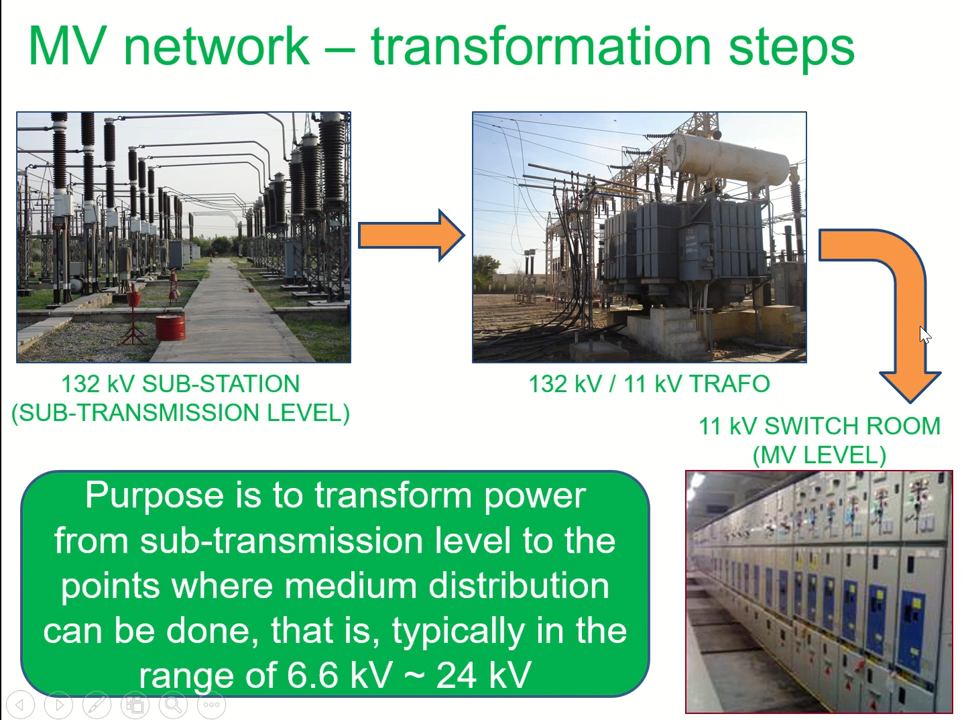 MV network – transformation steps
132 kV SUB-STATION
(SUB-TRANSMISSION LEVEL)
132 kV / 11 kV TRAFO
11 kV SWITCH ROOM
(MV LEVEL)
Purpose is to transform power
from sub-transmission level to the
points where medium distribution
can be done, that is, typically in the
range of 6.6 kV ~ 24 kV